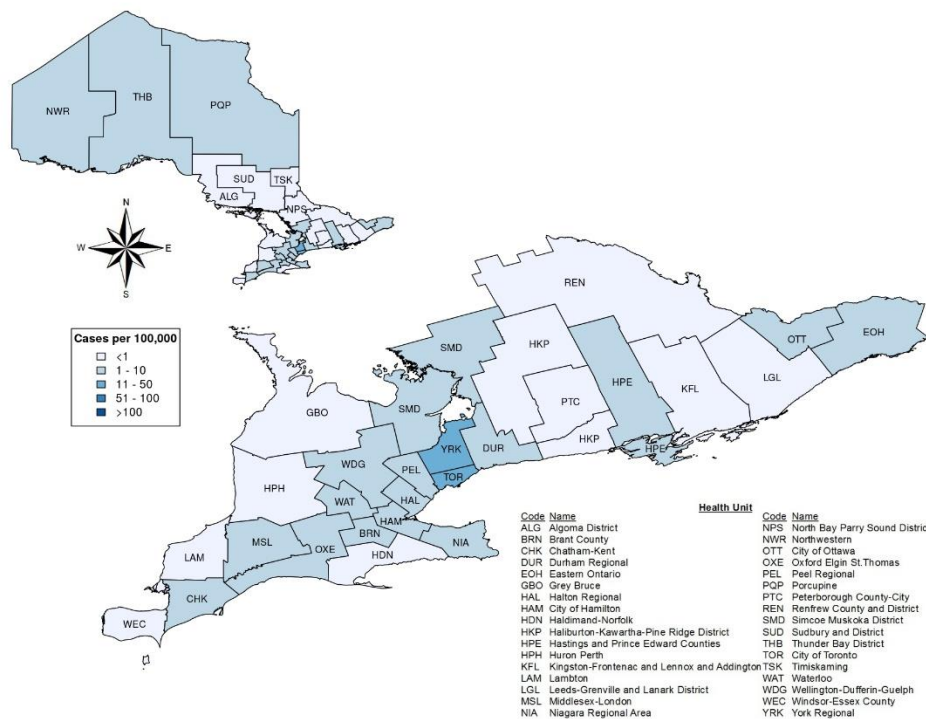 NWR
THB
PQP
SUD
TSK
ALG
NPS
N
W E
S
Cases per 100,000
<1
1 - 10
11 - 50
51 - 100
>100
REN
SMD
HKP
OTT
EOH
HPE
KFL
LGL
GBO
SMD
PTC
YRK
DUR
HKP
HPE
WDG
PEL
TOR
HPH
WAT
HAL
HAM
MSL
OXE
BRN
NIA
LAM
HDN
CHK
WEC
Health Unit
Code Name
ALG Algoma District
BRN Brant County
CHK Chatham-Kent
DUR Durham Regional
EOH Eastern Ontario
GBO Grey Bruce
HAL Halton Regional
HAM City of Hamilton
HDN Haldimand-Norfolk
HKP Haliburton-Kawartha-Pine Ridge District
HPE Hastings and Prince Edward Counties
HPH Huron Perth
KFL Kingston-Frontenac and Lennox and Addington
LAM Lambton
LGL Leeds-Grenville and Lanark District
MSL Middlesex-London
NIA Niagara Regional Area
Code Name
NPS North Bay Parry Sound District
NWR Northwestern
OTT City of Ottawa
OXE Oxford Elgin St.Thomas
PEL Peel Regional
PQP Porcupine
PTC Peterborough County-City
REN Renfrew County and District
SMD Simcoe Muskoka District
SUD Sudbury and District
THB Thunder Bay District
TOR City of Toronto
TSK Timiskaming
WAT Waterloo
WDG Wellington-Dufferin-Guelph
WEC Windsor-Essex County
YRK York Regional